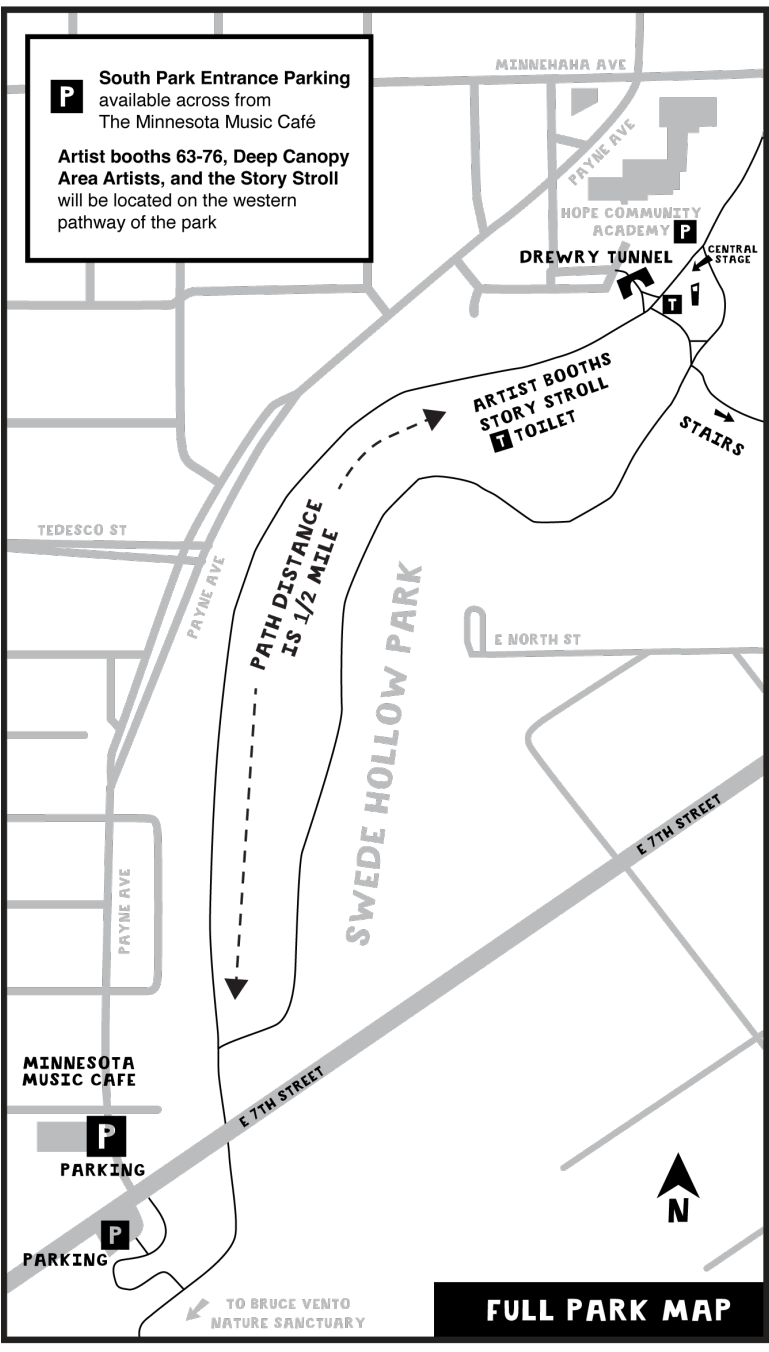 MINNEHAHA AVE
P
South Park Entrance Parking
available across from
The Minnesota Music Café
Artist booths 63-76, Deep Canopy
Area Artists, and the Story Stroll
will be located on the western
pathway of the park
PAYNE AVE
HOPE COMMUNITY
ACADEMY
P
DREWRY TUNNEL
CENTRAL
STAGE
T
ARTIST BOOTHS
STORY STROLL
T TOILET
STAIRS
TEDESCO ST
PAYNE AVE
PATH DISTANCE
IS 1/2 MILE
SWEDE HOLLOW PARK
E NORTH ST
E 7TH STREET
PAYNE AVE
MINNESOTA
MUSIC CAFE
E 7TH STREET
P
PARKING
P
PARKING
N
TO BRUCE VENTO
NATURE SANCTUARY
FULL PARK MAP